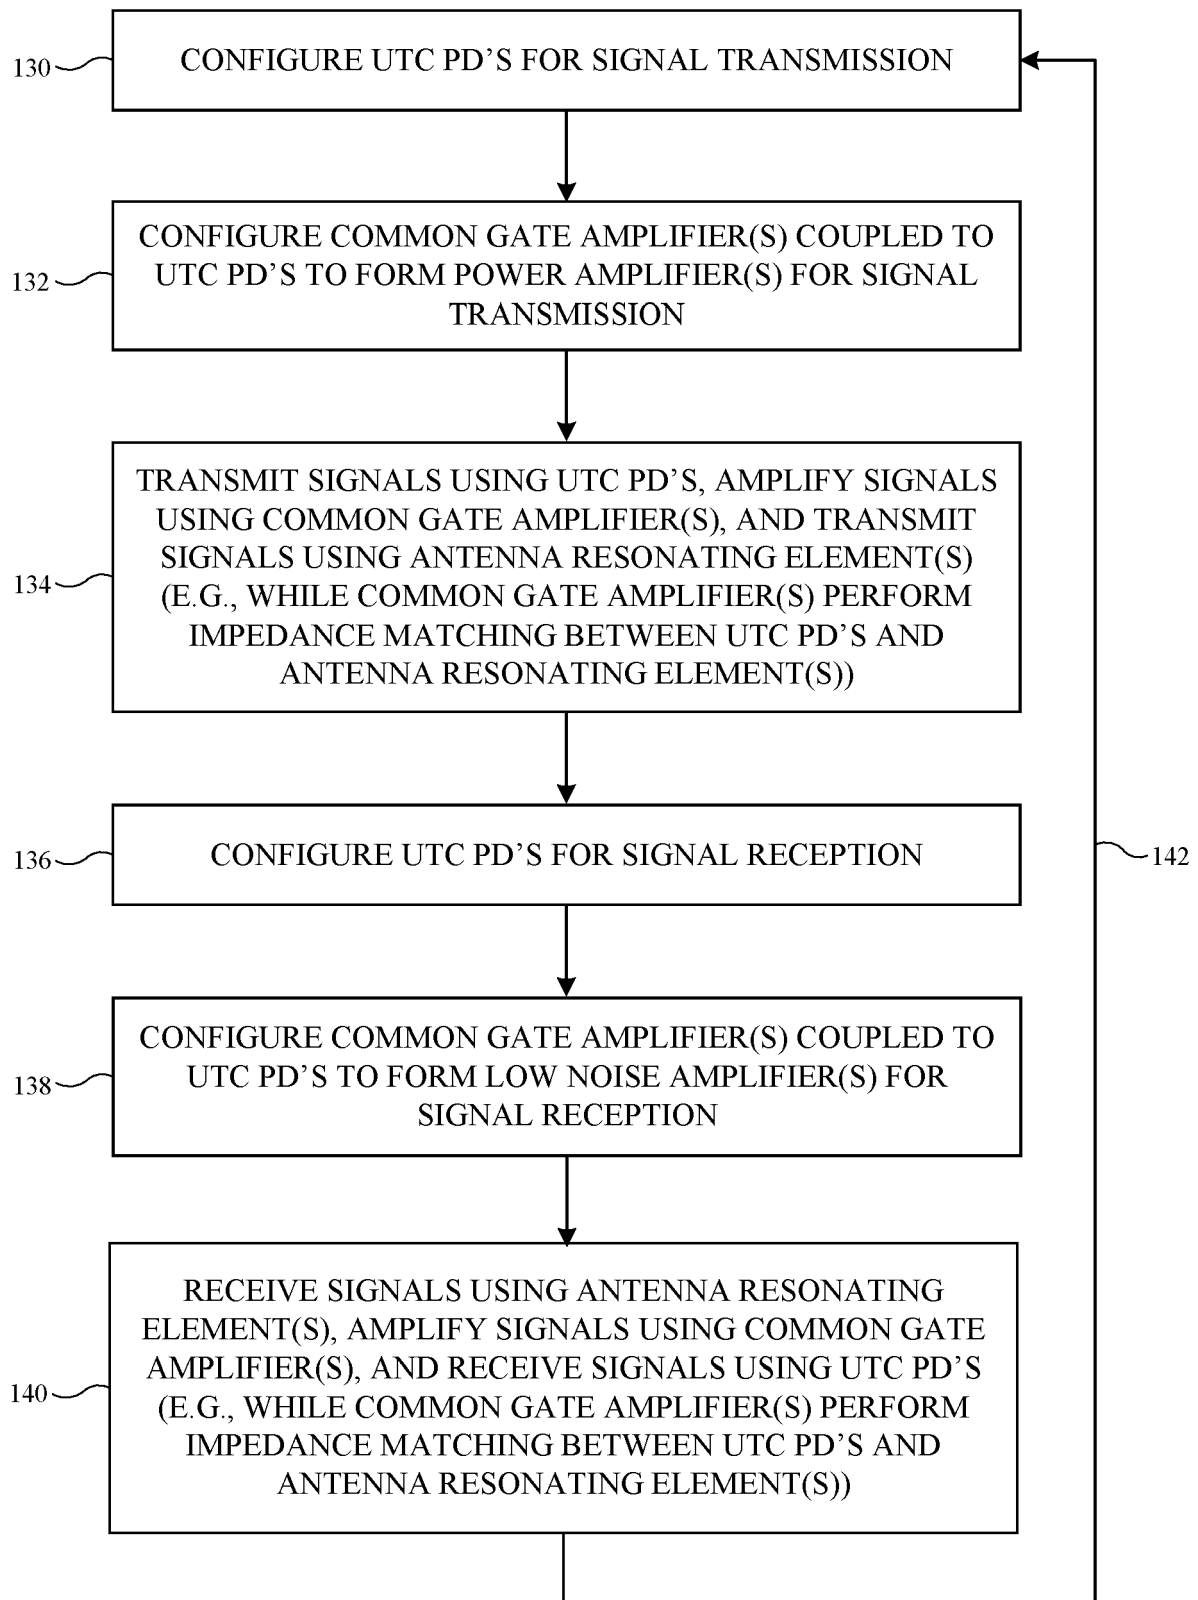 130
CONFIGURE UTC PD’S FOR SIGNAL TRANSMISSION
132
CONFIGURE COMMON GATE AMPLIFIER(S) COUPLED TO
UTC PD’S TO FORM POWER AMPLIFIER(S) FOR SIGNAL
TRANSMISSION
134
TRANSMIT SIGNALS USING UTC PD’S, AMPLIFY SIGNALS
USING COMMON GATE AMPLIFIER(S), AND TRANSMIT
SIGNALS USING ANTENNA RESONATING ELEMENT(S)
(E.G., WHILE COMMON GATE AMPLIFIER(S) PERFORM
IMPEDANCE MATCHING BETWEEN UTC PD’S AND
ANTENNA RESONATING ELEMENT(S))
136
CONFIGURE UTC PD’S FOR SIGNAL RECEPTION
142
138
CONFIGURE COMMON GATE AMPLIFIER(S) COUPLED TO
UTC PD’S TO FORM LOW NOISE AMPLIFIER(S) FOR
SIGNAL RECEPTION
140
RECEIVE SIGNALS USING ANTENNA RESONATING
ELEMENT(S), AMPLIFY SIGNALS USING COMMON GATE
AMPLIFIER(S), AND RECEIVE SIGNALS USING UTC PD’S
(E.G., WHILE COMMON GATE AMPLIFIER(S) PERFORM
IMPEDANCE MATCHING BETWEEN UTC PD’S AND
ANTENNA RESONATING ELEMENT(S))